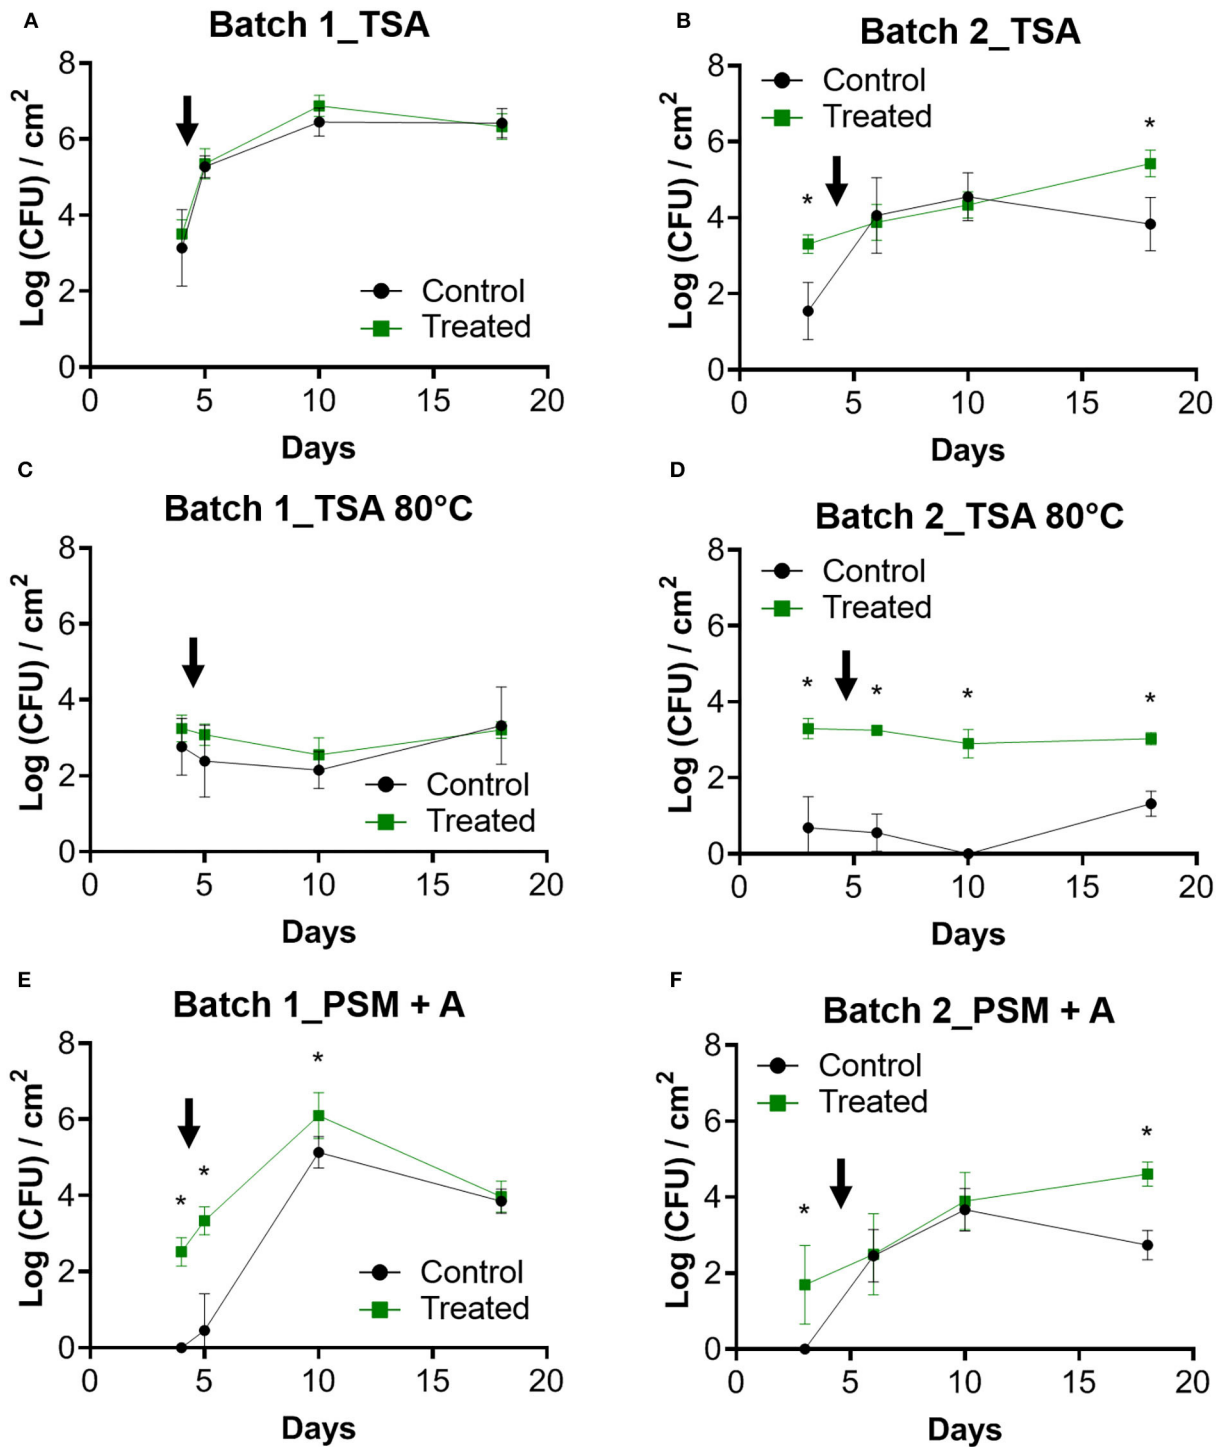 A
Batch 1_TSA
Log (CFU) / cm²
8
6
4
2
0
0 5 10 15 20
Days
Control
Treated
B
Batch 2_TSA
Log (CFU) / cm²
8
6
4
2
0
0 5 10 15 20
Days
Control
Treated
*
*
C
Batch 1_TSA 80°C
Log (CFU) / cm²
8
6
4
2
0
0 5 10 15 20
Days
Control
Treated
D
Batch 2_TSA 80°C
Log (CFU) / cm²
8
6
4
2
0
0 5 10 15 20
Days
Control
Treated
* * * *
E
Batch 1_PSM + A
Log (CFU) / cm²
8
6
4
2
0
0 5 10 15 20
Days
Control
Treated
*
*
*
F
Batch 2_PSM + A
Log (CFU) / cm²
8
6
4
2
0
0 5 10 15 20
Days
Control
Treated
*
*